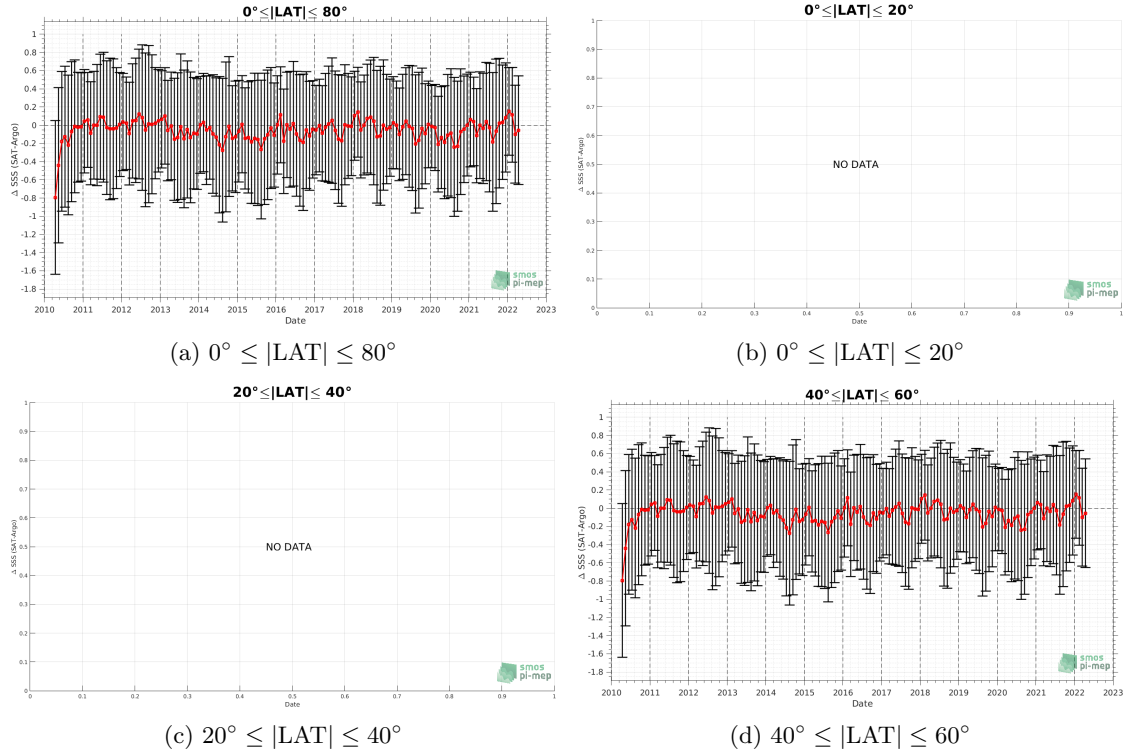 0°≤|LAT|≤ 80°
Δ SSS (SAT-Argo)
1
0.8
0.6
0.4
0.2
0
-0.2
-0.4
-0.6
-0.8
-1
-1.2
-1.4
-1.6
-1.8
2010 2011 2012 2013 2014 2015 2016 2017 2018 2019 2020 2021 2022 2023
Date
smos
pi-mep
(a) 0° ≤ |LAT| ≤ 80°
0°≤|LAT|≤ 20°
Δ SSS (SAT-Argo)
1
0.9
0.8
0.7
0.6
0.5
0.4
0.3
0.2
0.1
0
NO DATA
0 0.1 0.2 0.3 0.4 0.5 0.6 0.7 0.8 0.9 1
Date
smos
pi-mep
(b) 0° ≤ |LAT| ≤ 20°
20°≤|LAT|≤ 40°
Δ SSS (SAT-Argo)
1
0.9
0.8
0.7
0.6
0.5
0.4
0.3
0.2
0.1
0
NO DATA
0 0.1 0.2 0.3 0.4 0.5 0.6 0.7 0.8 0.9 1
Date
smos
pi-mep
(c) 20° ≤ |LAT| ≤ 40°
40°≤|LAT|≤ 60°
Δ SSS (SAT-Argo)
1
0.8
0.6
0.4
0.2
0
-0.2
-0.4
-0.6
-0.8
-1
-1.2
-1.4
-1.6
-1.8
2010 2011 2012 2013 2014 2015 2016 2017 2018 2019 2020 2021 2022 2023
Date
smos
pi-mep
(d) 40° ≤ |LAT| ≤ 60°